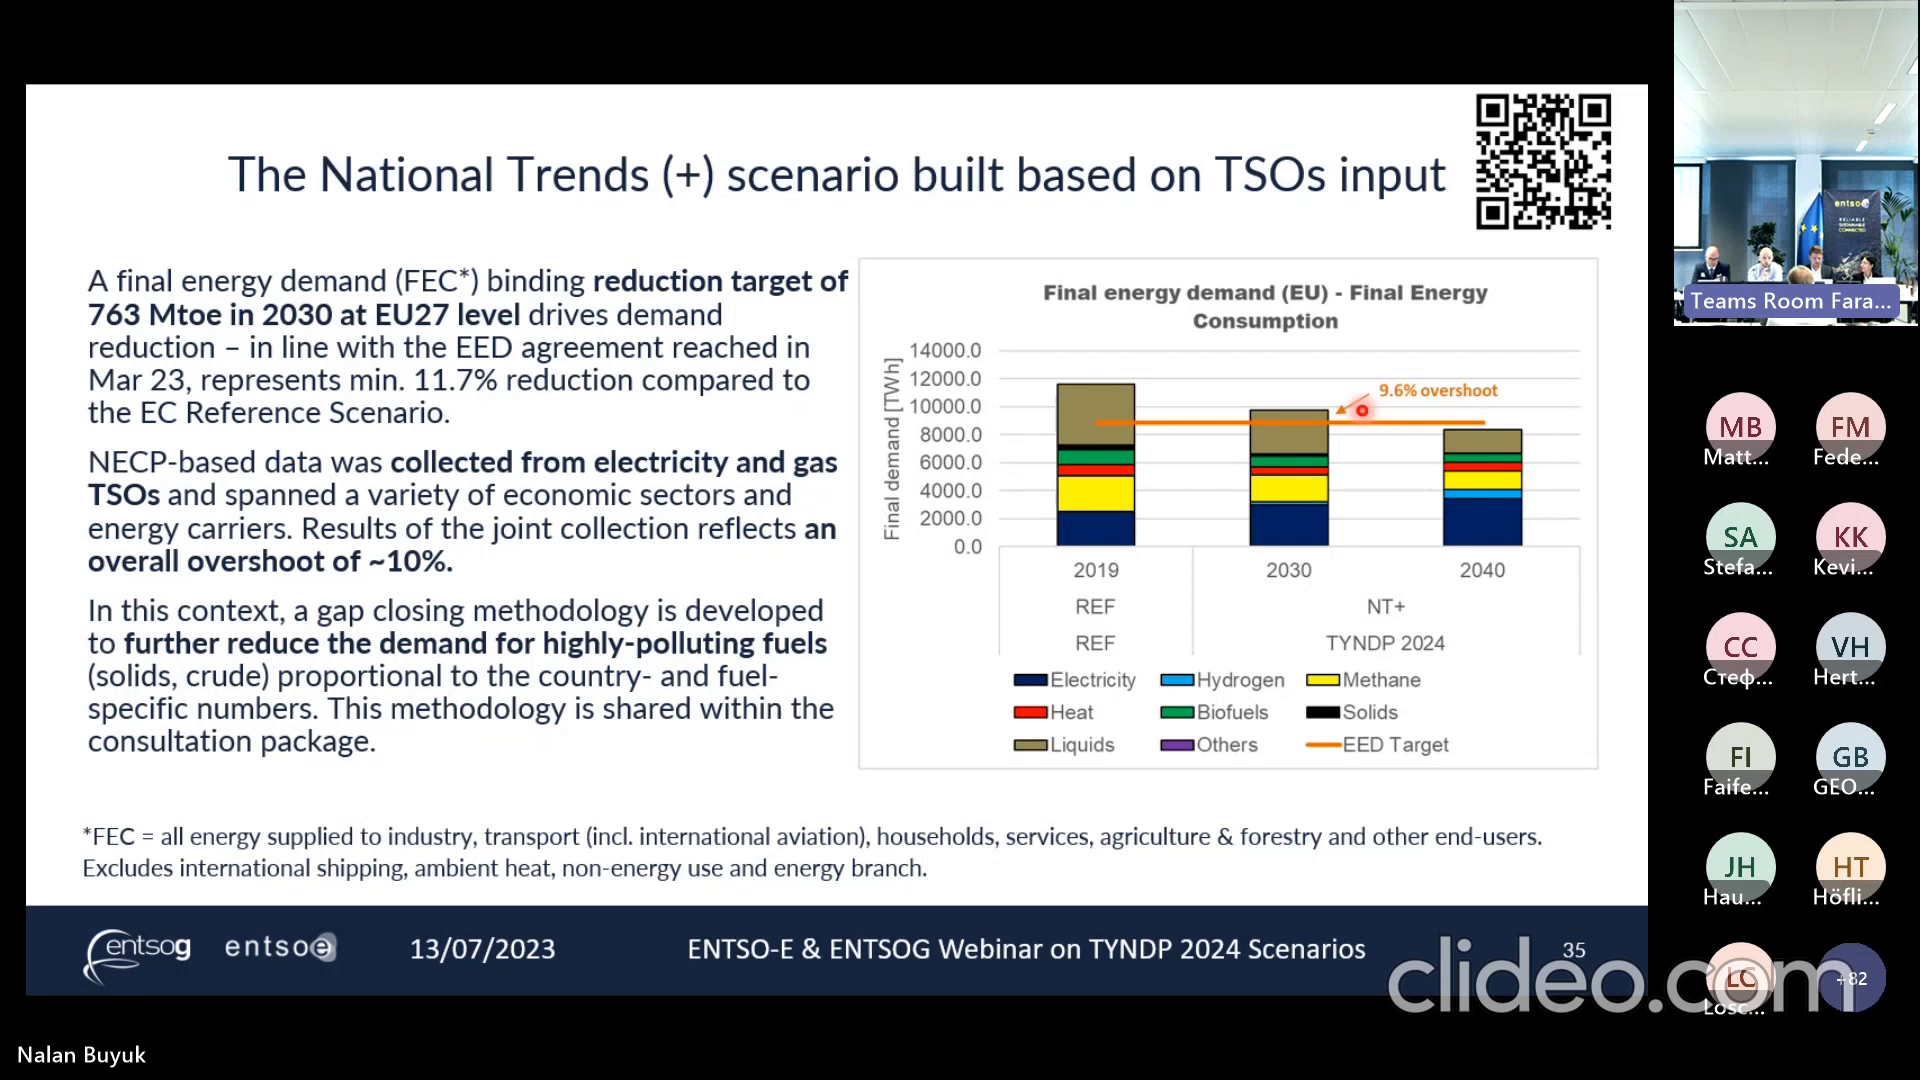 The National Trends (+) scenario built based on TSOs input
A final energy demand (FEC*) binding reduction target of
763 Mtoe in 2030 at EU27 level drives demand
reduction – in line with the EED agreement reached in
Mar 23, represents min. 11.7% reduction compared to
the EC Reference Scenario.
NECP-based data was collected from electricity and gas
TSOs and spanned a variety of economic sectors and
energy carriers. Results of the joint collection reflects an
overall overshoot of ~10%.
In this context, a gap closing methodology is developed
to further reduce the demand for highly-polluting fuels
(solids, crude) proportional to the country- and fuel-
specific numbers. This methodology is shared within the
consultation package.
Final energy demand (EU) - Final Energy
Consumption
Final demand [TWh]
14000.0
12000.0
10000.0
8000.0
6000.0
4000.0
2000.0
0.0
9.6% overshoot
2019 2030 2040
REF NT+
REF TYNDP 2024
Electricity Hydrogen Methane
Heat Biofuels Solids
Liquids Others EED Target
*FEC = all energy supplied to industry, transport (incl. international aviation), households, services, agriculture & forestry and other end-users.
Excludes international shipping, ambient heat, non-energy use and energy branch.
entsog entsoe 13/07/2023 ENTSO-E & ENTSOG Webinar on TYNDP 2024 Scenarios 35
clideo.com
Nalan Buyuk
entsoe
RELIABLE
SUSTAINABLE
CONNECTED
Teams Room Fara...
MB FM
Matt... Fede...
SA KK
Stefa... Kevi...
CC VH
Стеф... Hert...
FI GB
Faife... GEO...
JH HT
Hau... Höfli...
LC +82
Losc...